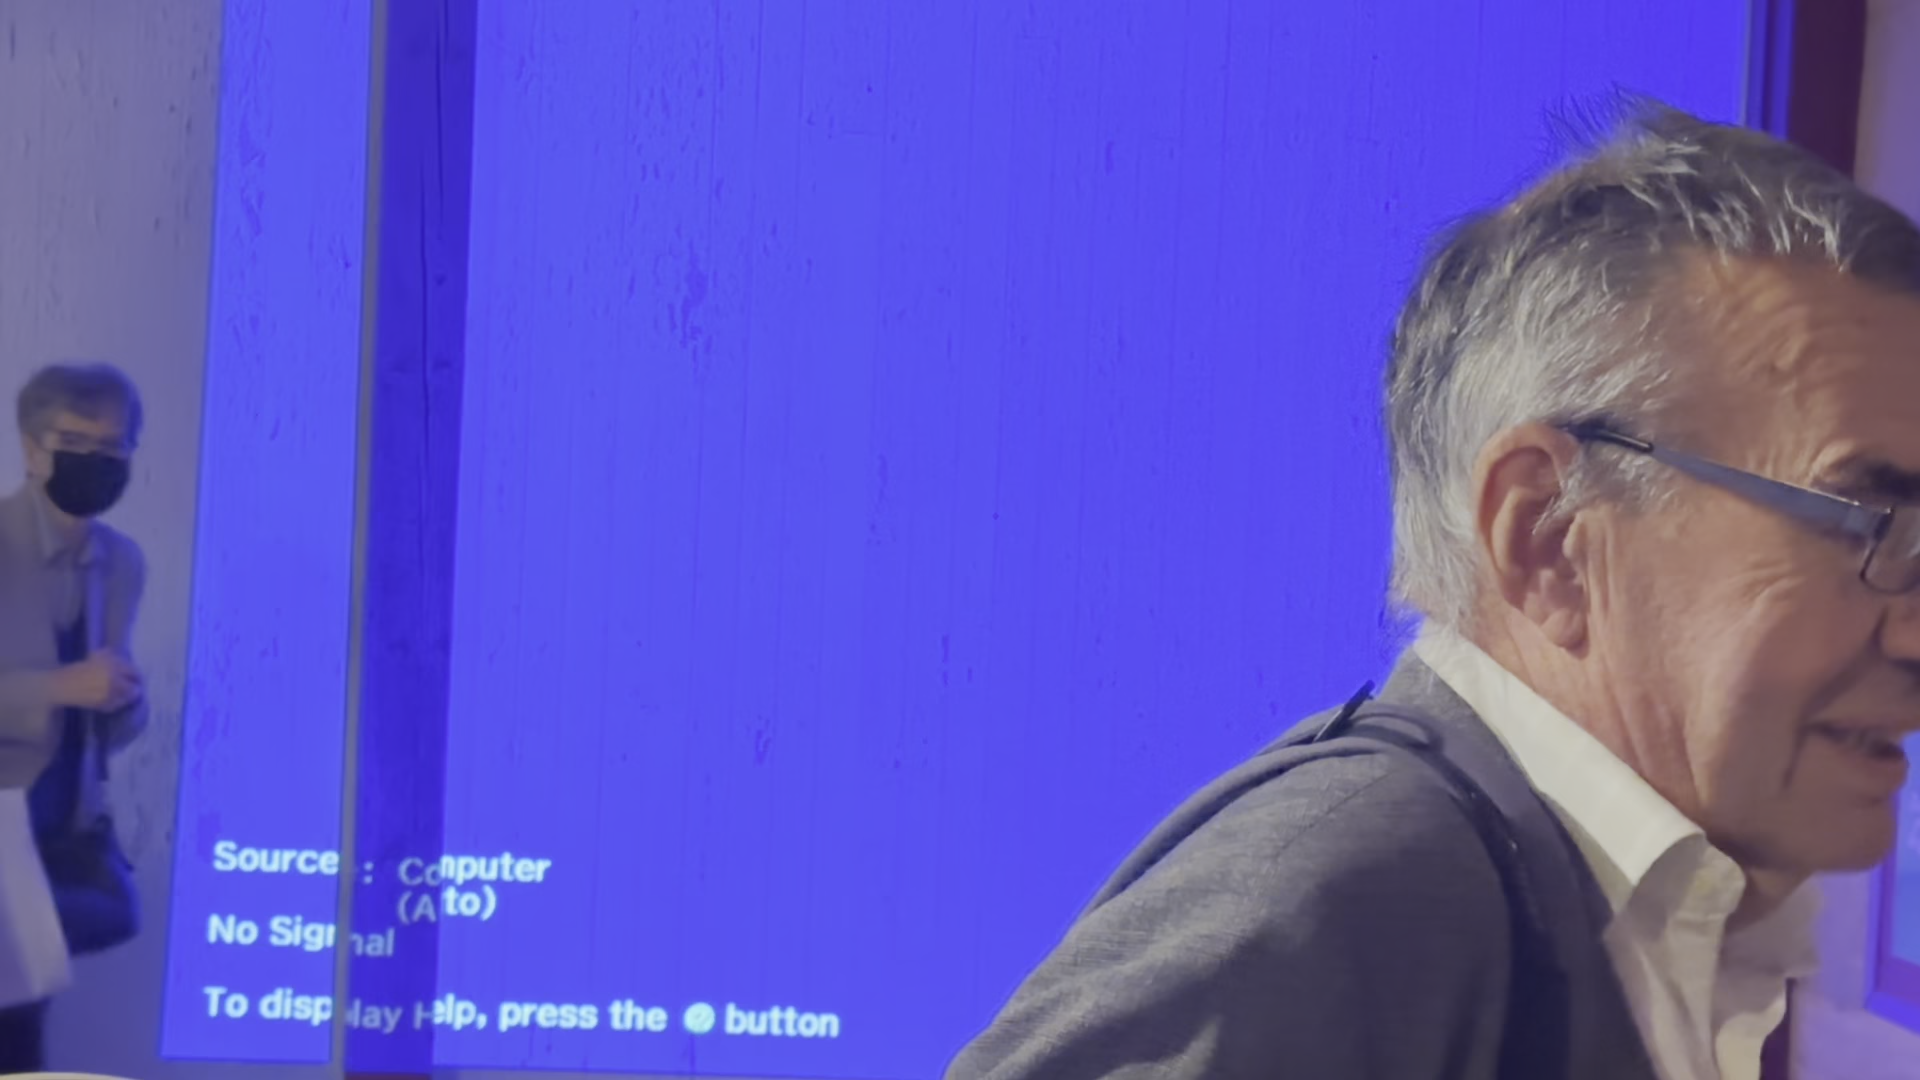 Source : Computer
(Auto)
No Signal
To display Help, press the button